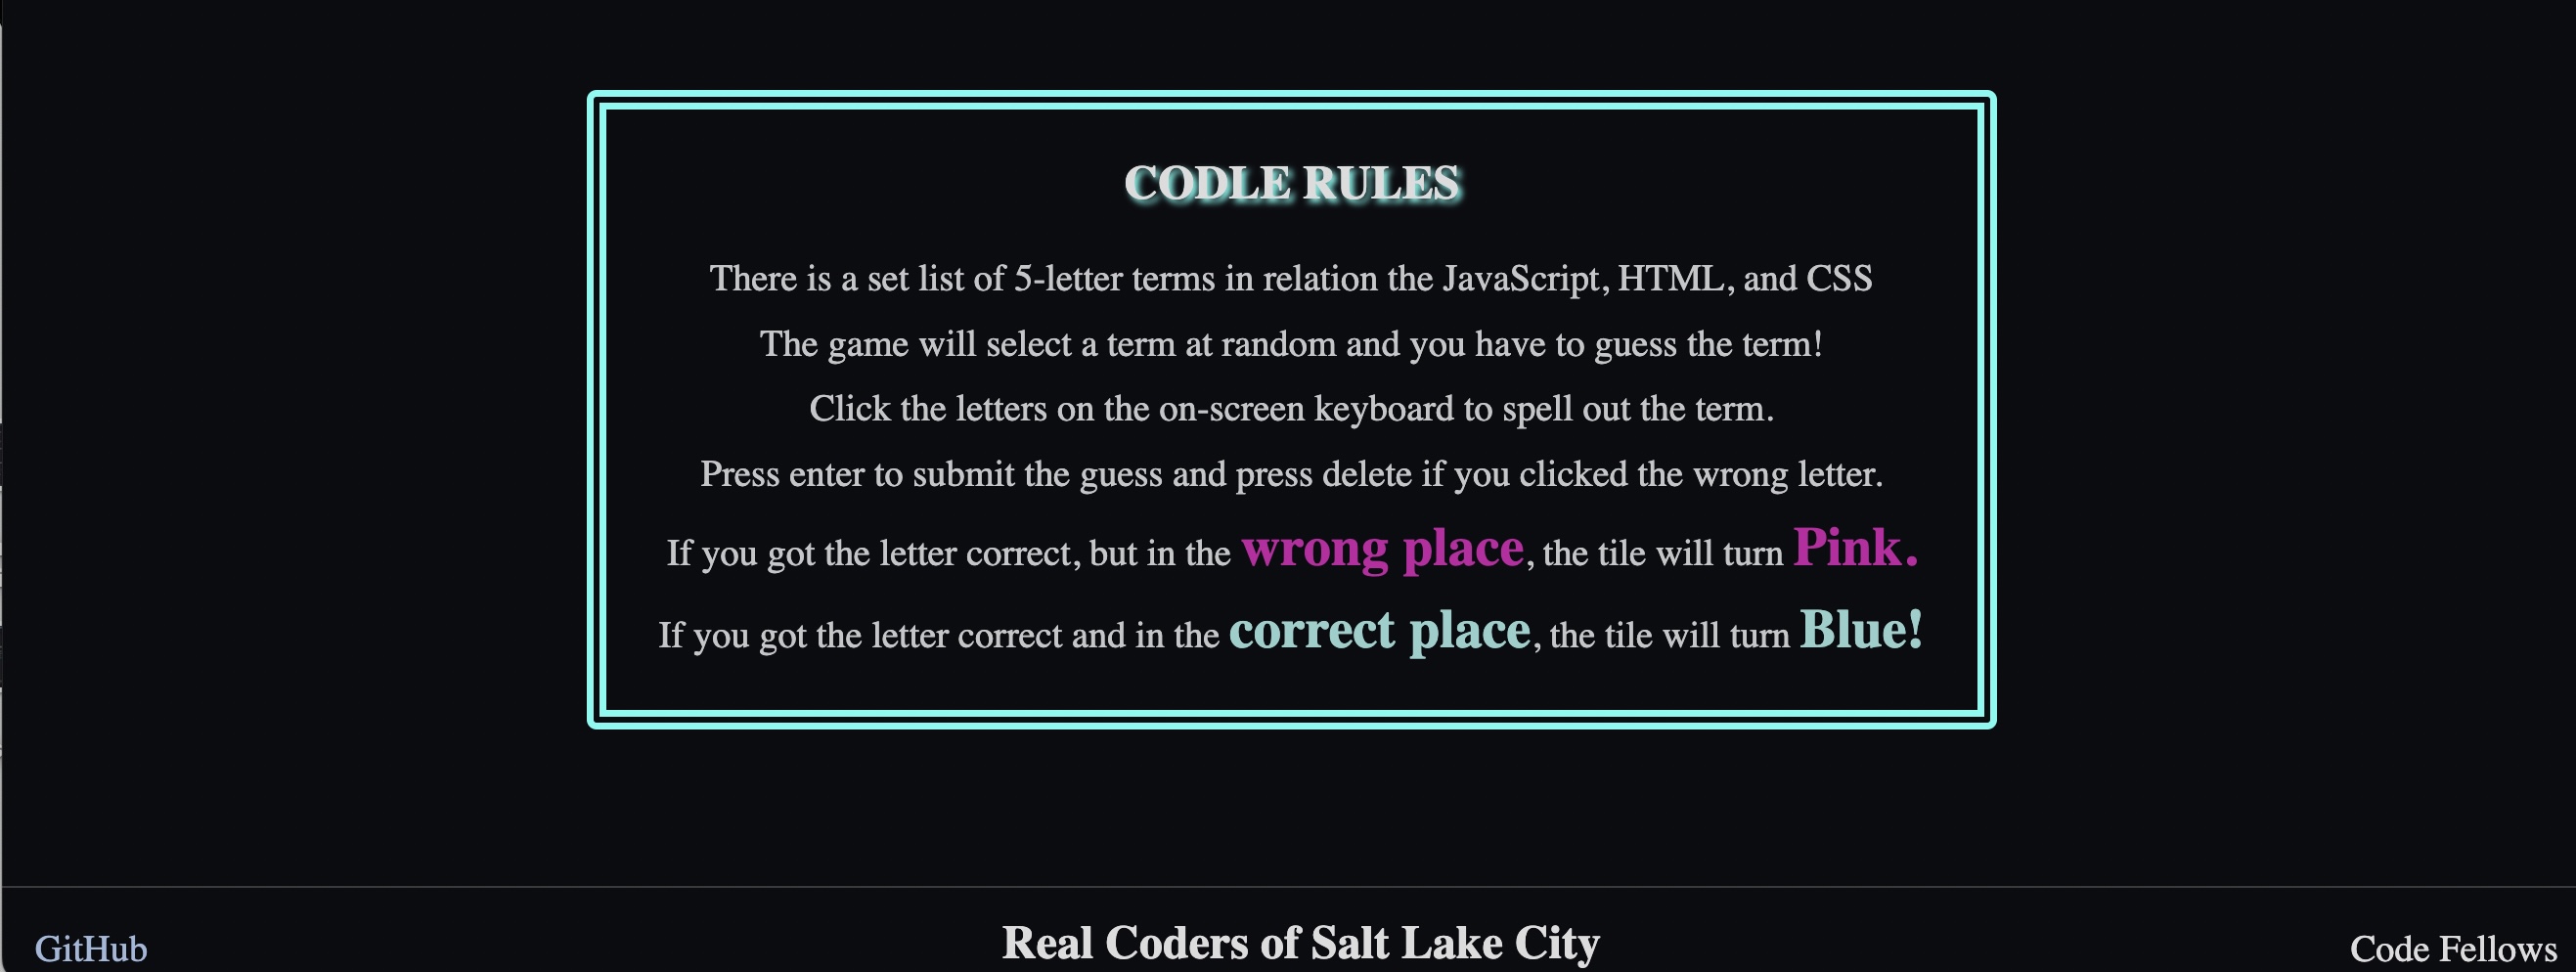 CODLE RULES
There is a set list of 5-letter terms in relation the JavaScript, HTML, and CSS
The game will select a term at random and you have to guess the term!
Click the letters on the on-screen keyboard to spell out the term.
Press enter to submit the guess and press delete if you clicked the wrong letter.
If you got the letter correct, but in the wrong place, the tile will turn Pink.
If you got the letter correct and in the correct place, the tile will turn Blue!
GitHub
Real Coders of Salt Lake City
Code Fellows